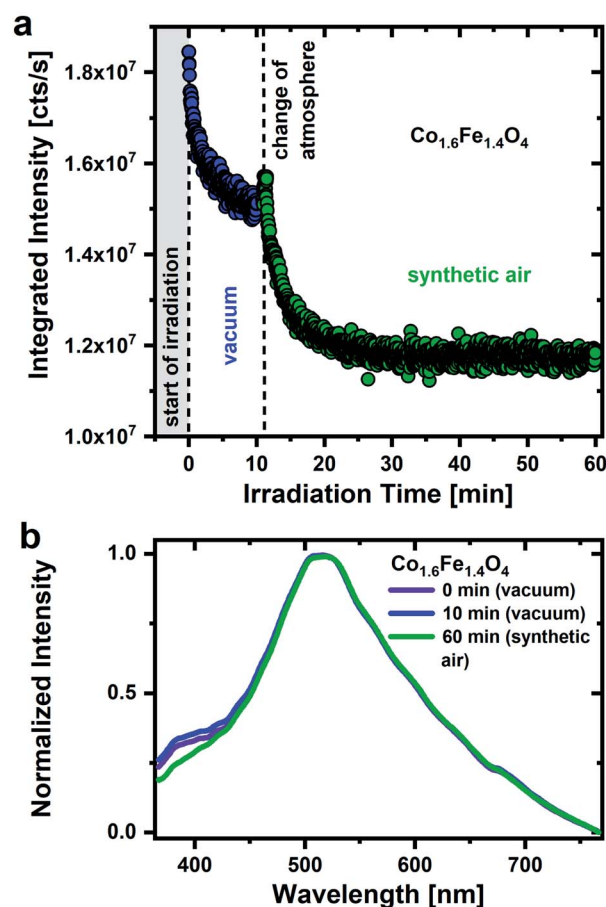 a
Integrated Intensity [cts/s]
1.8x10⁷
1.6x10⁷
1.5x10⁷
1.2x10⁷
1.0x10⁷
start of irradiation
vacuum
change of
atmosphere
Co₁.₆Fe₁.₄O₄
synthetic air
0 10 20 30 40 50 60
Irradiation Time [min]
b
Normalized Intensity
1.0
0.5
0.0
Co₁.₆Fe₁.₄O₄
0 min (vacuum)
10 min (vacuum)
60 min (synthetic
air)
400 500 600 700
Wavelength [nm]